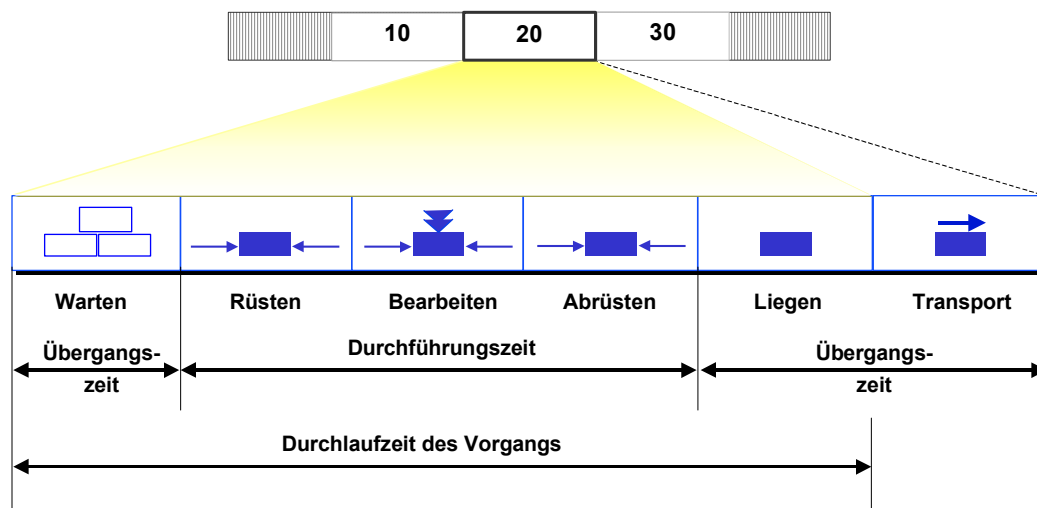 10 20 30
Warten Rüsten Bearbeiten Abrüsten Liegen Transport
Übergangs-
zeit
Durchführungszeit
Übergangs-
zeit
Durchlaufzeit des Vorgangs